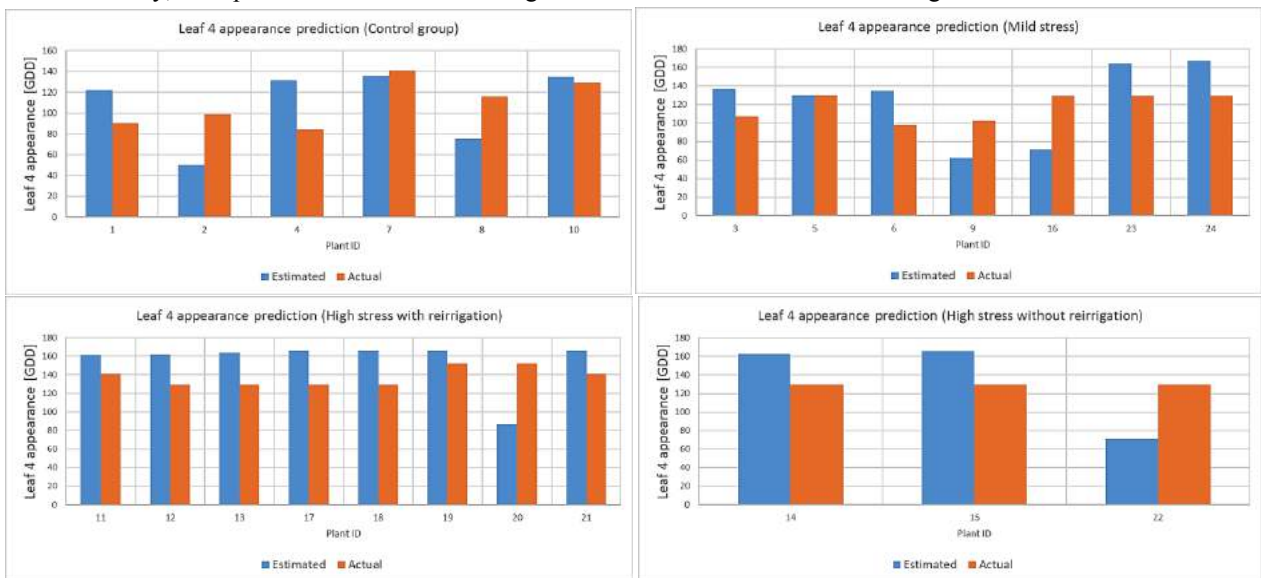 Leaf 4 appearance prediction (Control group)
Leaf 4 appearance [GDD]
160
140
120
100
80
60
40
20
0
1 2 4 7 8 10
Plant ID
Estimated Actual
Leaf 4 appearance prediction (Mild stress)
Leaf 4 appearance [GDD]
180
160
140
120
100
80
60
40
20
0
3 5 6 9 16 23 24
Plant ID
Estimated Actual
Leaf 4 appearance prediction (High stress with reirrigation)
Leaf 4 appearance [GDD]
180
160
140
120
100
80
60
40
20
0
11 12 13 17 18 19 20 21
Plant ID
Estimated Actual
Leaf 4 appearance prediction (High stress without reirrigation)
Leaf 4 appearance [GDD]
180
160
140
120
100
80
60
40
20
0
14 15 22
Plant ID
Estimated Actual